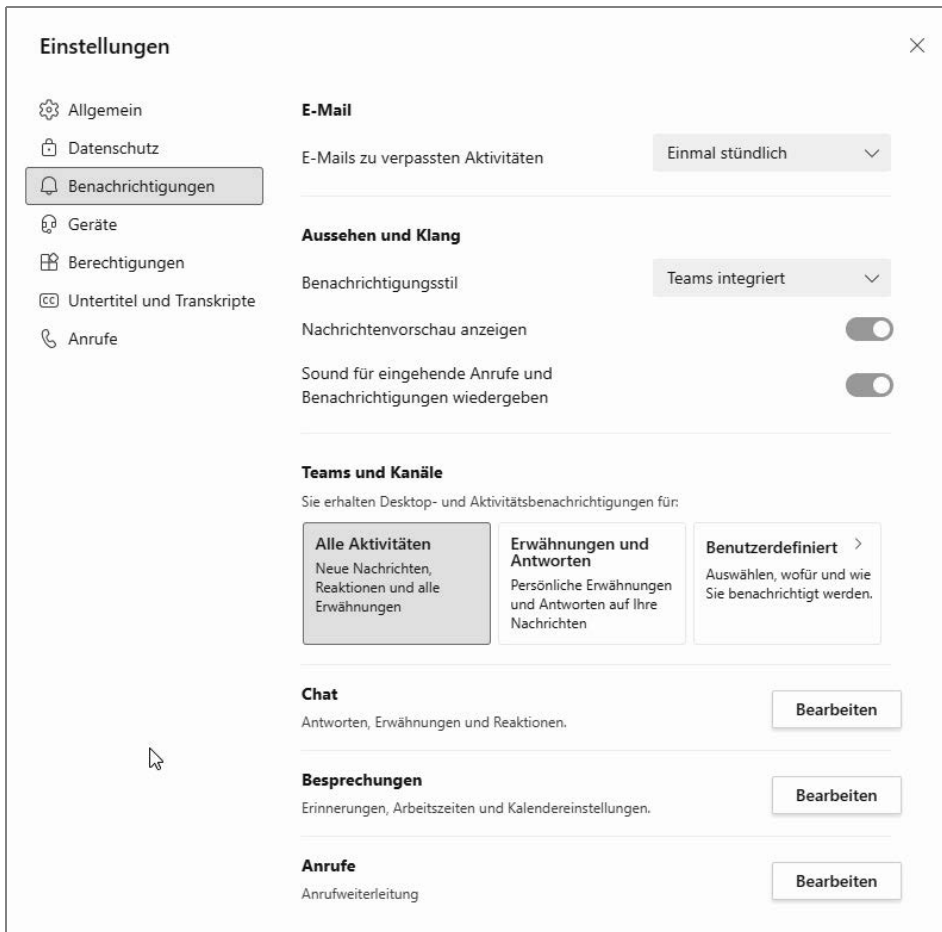 Einstellungen
Allgemein
Datenschutz
Benachrichtigungen
Geräte
Berechtigungen
CC Untertitel und Transkripte
Anrufe
E-Mail
E-Mails zu verpassten Aktivitäten
Einmal stündlich
Aussehen und Klang
Benachrichtigungsstil
Teams integriert
Nachrichtenvorschau anzeigen
Sound für eingehende Anrufe und
Benachrichtigungen wiedergeben
Teams und Kanäle
Sie erhalten Desktop- und Aktivitätsbenachrichtigungen für:
Alle Aktivitäten
Neue Nachrichten,
Reaktionen und alle
Erwähnungen
Erwähnungen und
Antworten
Persönliche Erwähnungen
und Antworten auf Ihre
Nachrichten
Benutzerdefiniert
Auswählen, wofür und wie
Sie benachrichtigt werden.
Chat
Antworten, Erwähnungen und Reaktionen.
Bearbeiten
Besprechungen
Erinnerungen, Arbeitszeiten und Kalendereinstellungen.
Bearbeiten
Anrufe
Anrufweiterleitung
Bearbeiten